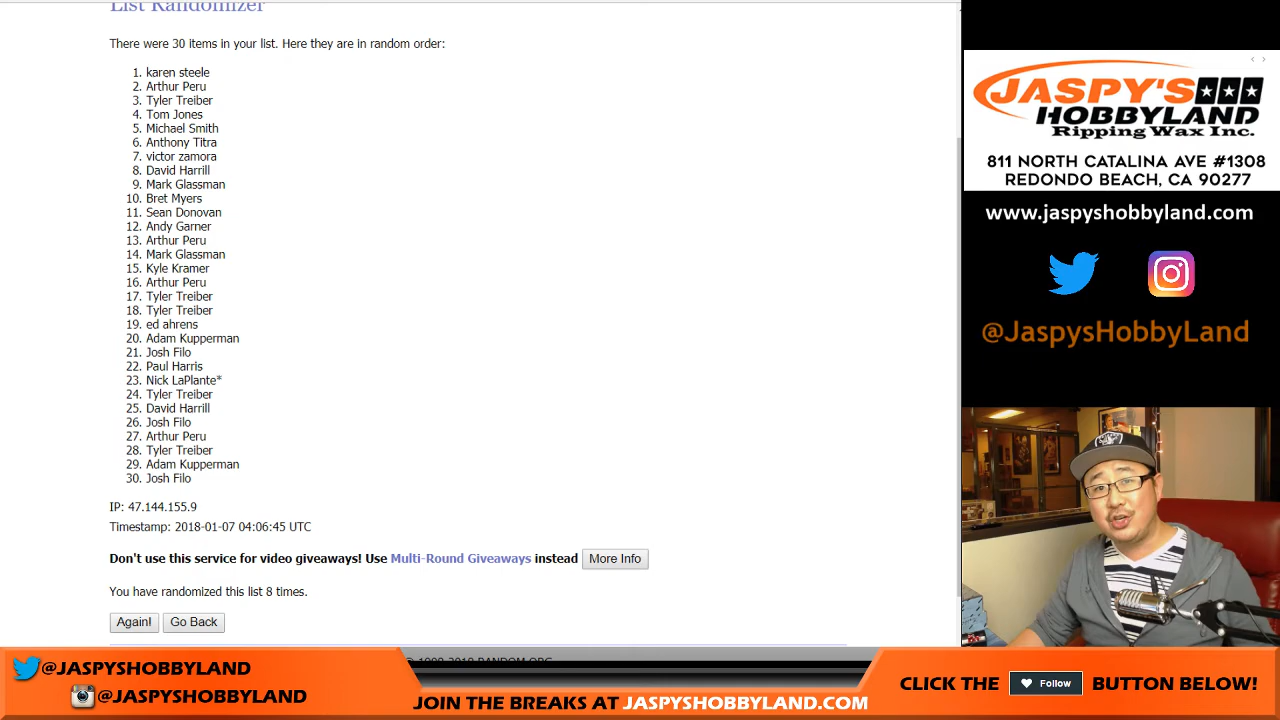 List Randomizer
There were 30 items in your list. Here they are in random order:
1. karen steele
2. Arthur Peru
3. Tyler Treiber
4. Tom Jones
5. Michael Smith
6. Anthony Titra
7. victor zamora
8. David Harrill
9. Mark Glassman
10. Bret Myers
11. Sean Donovan
12. Andy Garner
13. Arthur Peru
14. Mark Glassman
15. Kyle Kramer
16. Arthur Peru
17. Tyler Treiber
18. Tyler Treiber
19. ed ahrens
20. Adam Kupperman
21. Josh Filo
22. Paul Harris
23. Nick LaPlante*
24. Tyler Treiber
25. David Harrill
26. Josh Filo
27. Arthur Peru
28. Tyler Treiber
29. Adam Kupperman
30. Josh Filo
IP: 47.144.155.9
Timestamp: 2018-01-07 04:06:45 UTC
Don't use this service for video giveaways! Use Multi-Round Giveaways instead More Info
You have randomized this list 8 times.
Again! Go Back
© 1998-2018 RANDOM.ORG
JASPY'S
HOBBYLAND
Ripping Wax Inc.
811 NORTH CATALINA AVE #1308
REDONDO BEACH, CA 90277
www.jaspyshobbyland.com
@JaspysHobbyLand
@JASPYSHOBBYLAND
@JASPYSHOBBYLAND
JOIN THE BREAKS AT JASPYSHOBBYLAND.COM
CLICK THE Follow BUTTON BELOW!